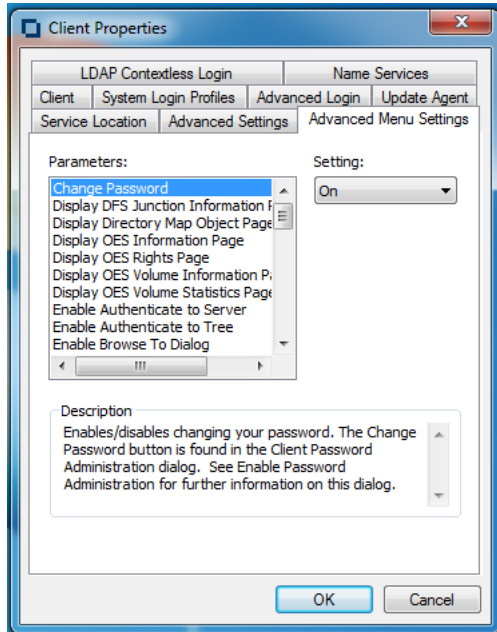 Client Properties
LDAP Contextless Login
Name Services
Client
System Login Profiles
Advanced Login
Update Agent
Service Location
Advanced Settings
Advanced Menu Settings
Parameters:
Setting:
Change Password
On
Display DFS Junction Information
Display Directory Map Object Page
Display OES Information Page
Display OES Rights Page
Display OES Volume Information
Display OES Volume Statistics Page
Enable Authenticate to Server
Enable Authenticate to Tree
Enable Browse To Dialog
Description
Enables/disables changing your password. The Change
Password button is found in the Client Password
Administration dialog. See Enable Password
Administration for further information on this dialog.
OK
Cancel